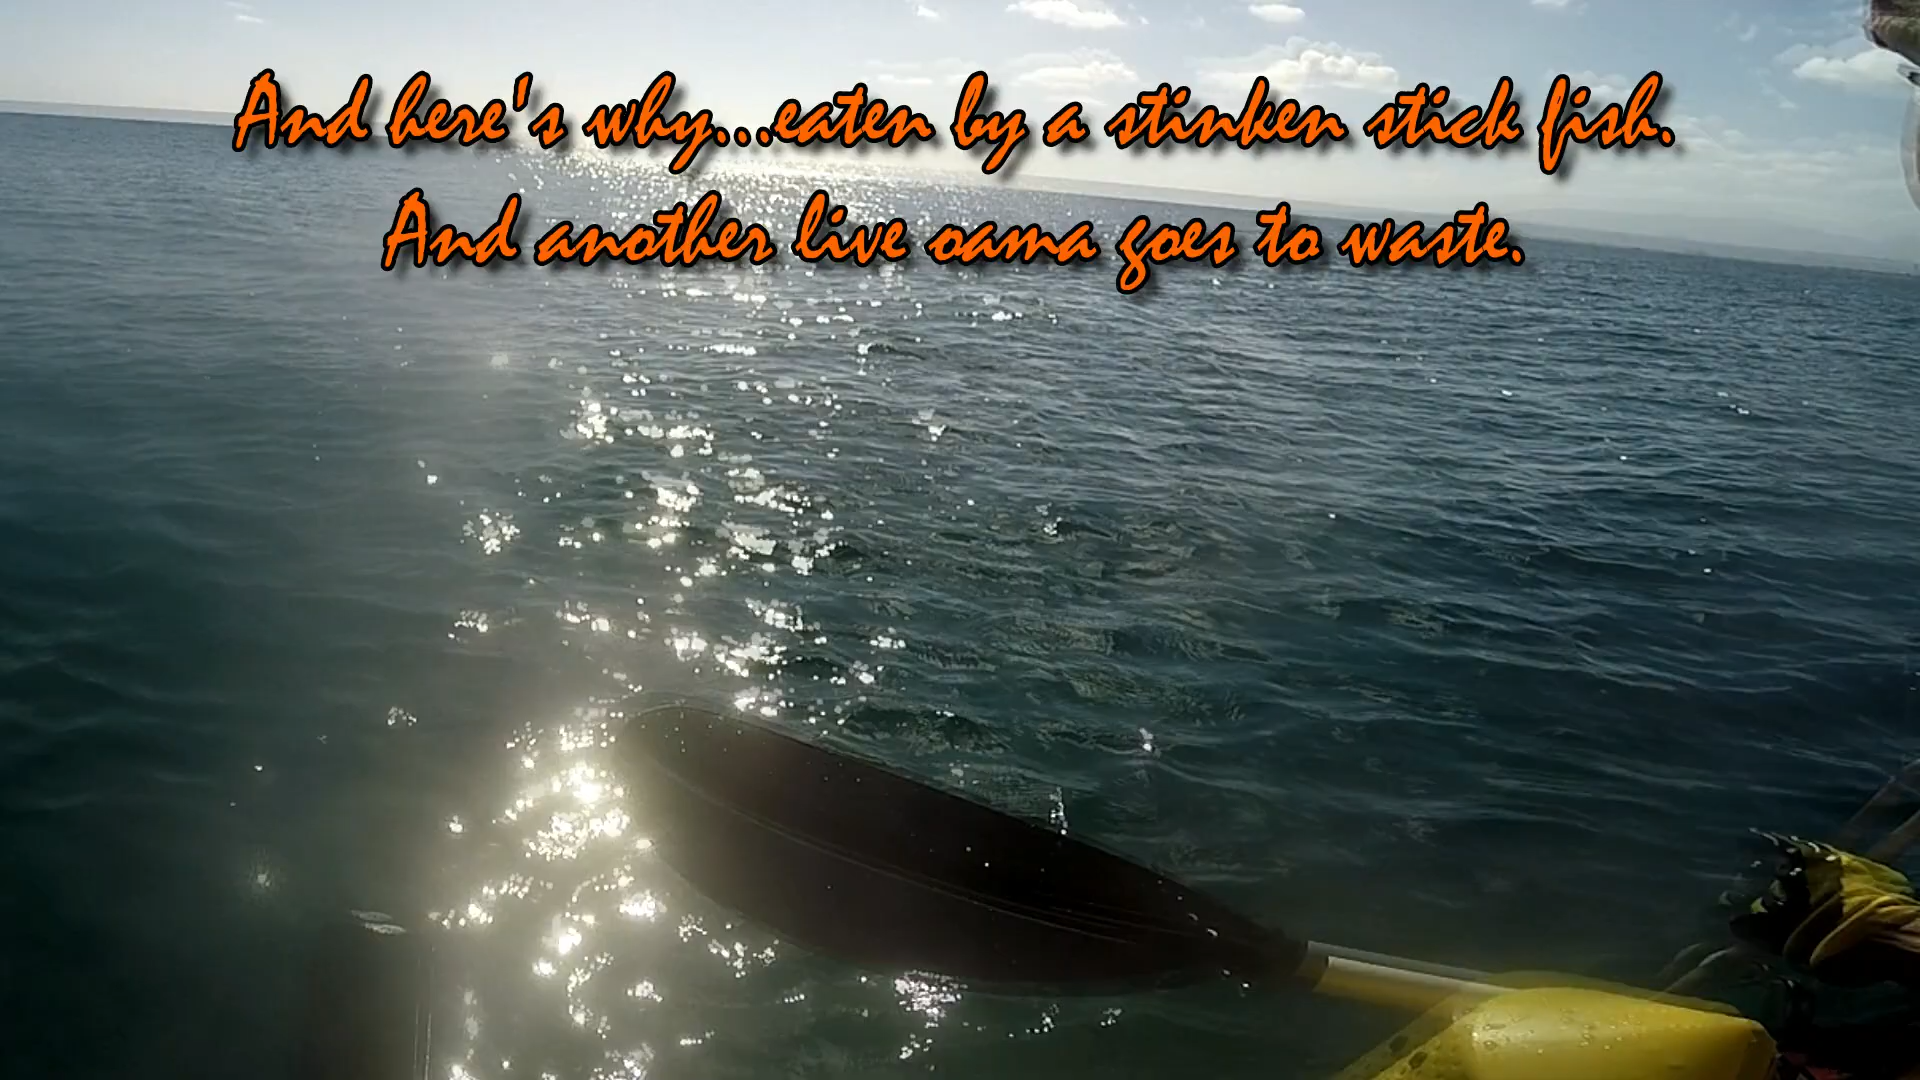 And here's why...eaten by a stinken stick fish.
And another live oama goes to waste.